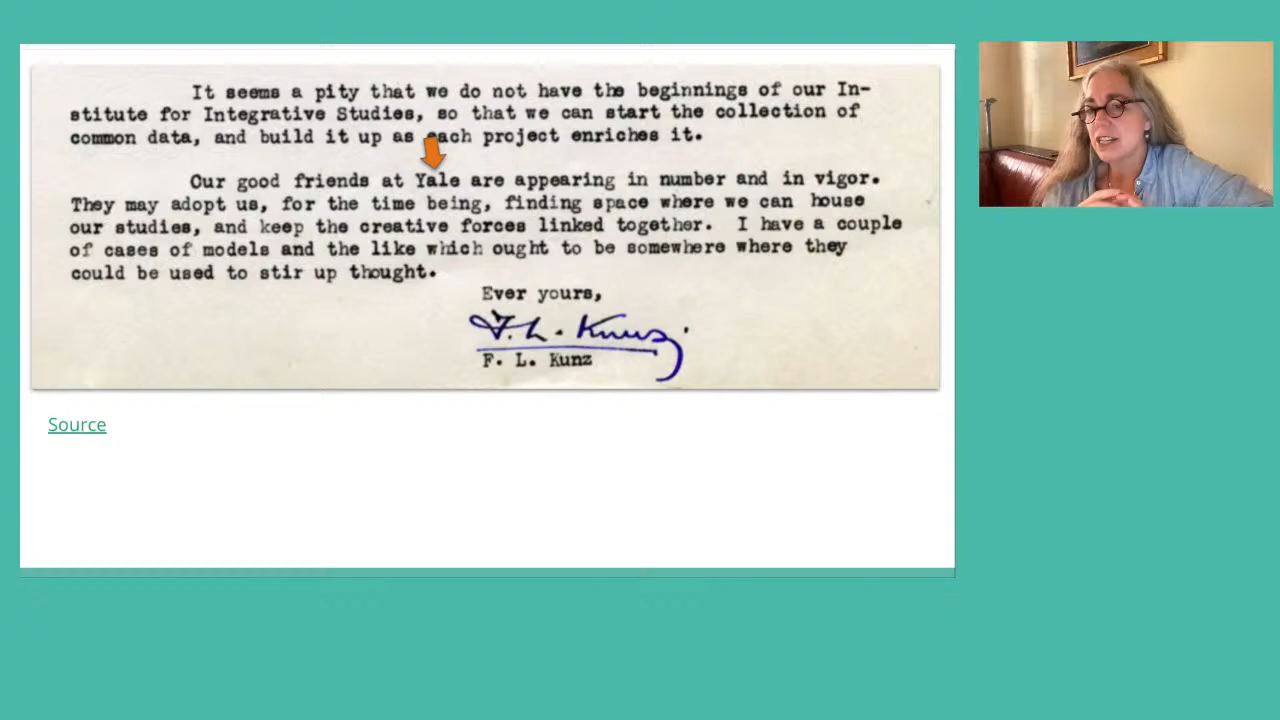 It seems a pity that we do not have the beginnings of our In-
stitute for Integrative Studies, so that we can start the collection of
common data, and build it up as each project enriches it.
Our good friends at Yale are appearing in number and in vigor.
They may adopt us, for the time being, finding space where we can house
our studies, and keep the creative forces linked together. I have a couple
of cases of models and the like which ought to be somewhere where they
could be used to stir up thought.
Ever yours,
F. L. Kunz
F. L. Kunz
Source